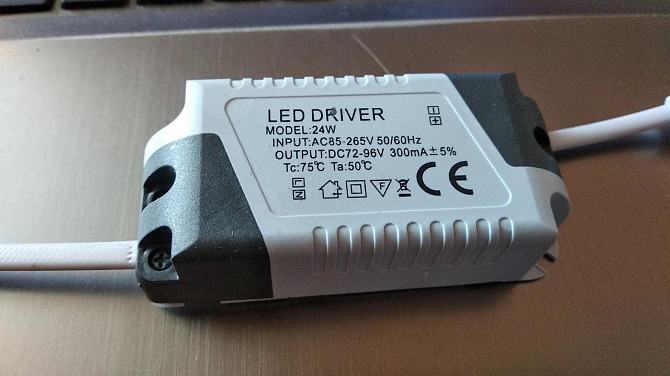 LED DRIVER
MODEL:24W
INPUT:AC85-265V 50/60Hz
OUTPUT:DC72-96V 300mA±5%
Tc:75℃ Ta:50℃
L N F CE